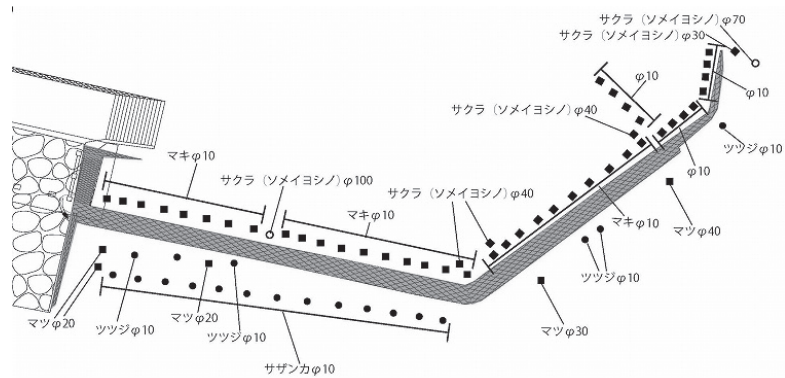 サクラ（ソメイヨシノ）φ70
サクラ（ソメイヨシノ）φ30
φ10
φ10
サクラ（ソメイヨシノ）φ40
ツツジφ10
マキφ10
φ10
サクラ（ソメイヨシノ）φ100
サクラ（ソメイヨシノ）φ40
マキφ10
マキφ10
マツφ40
ツツジφ10
マツφ20
ツツジφ10
マツφ20
ツツジφ10
マツφ30
サザンカφ10